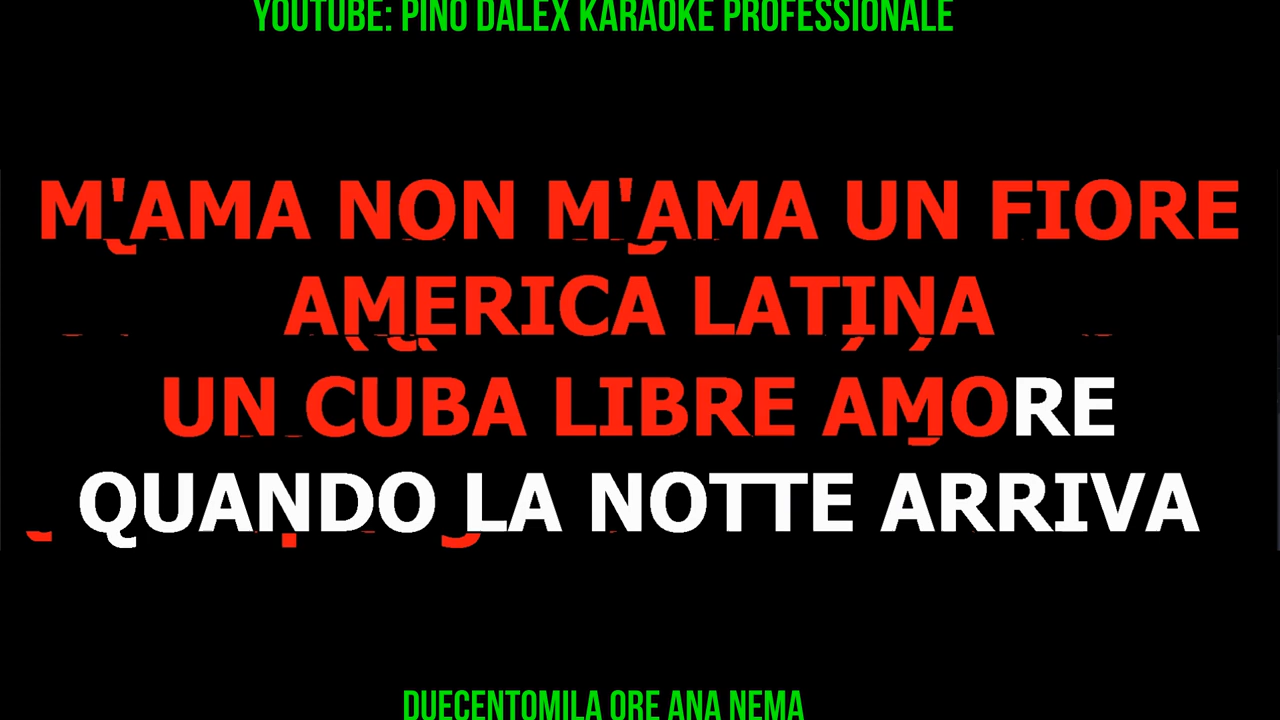 YOUTUBE: PINO DALEX KARAOKE PROFESSIONALE
M'AMA NON M'AMA UN FIORE
AMERICA LATINA
UN CUBA LIBRE AMORE
QUANDO LA NOTTE ARRIVA
DUECENTOMILA ORE ANA NEMA